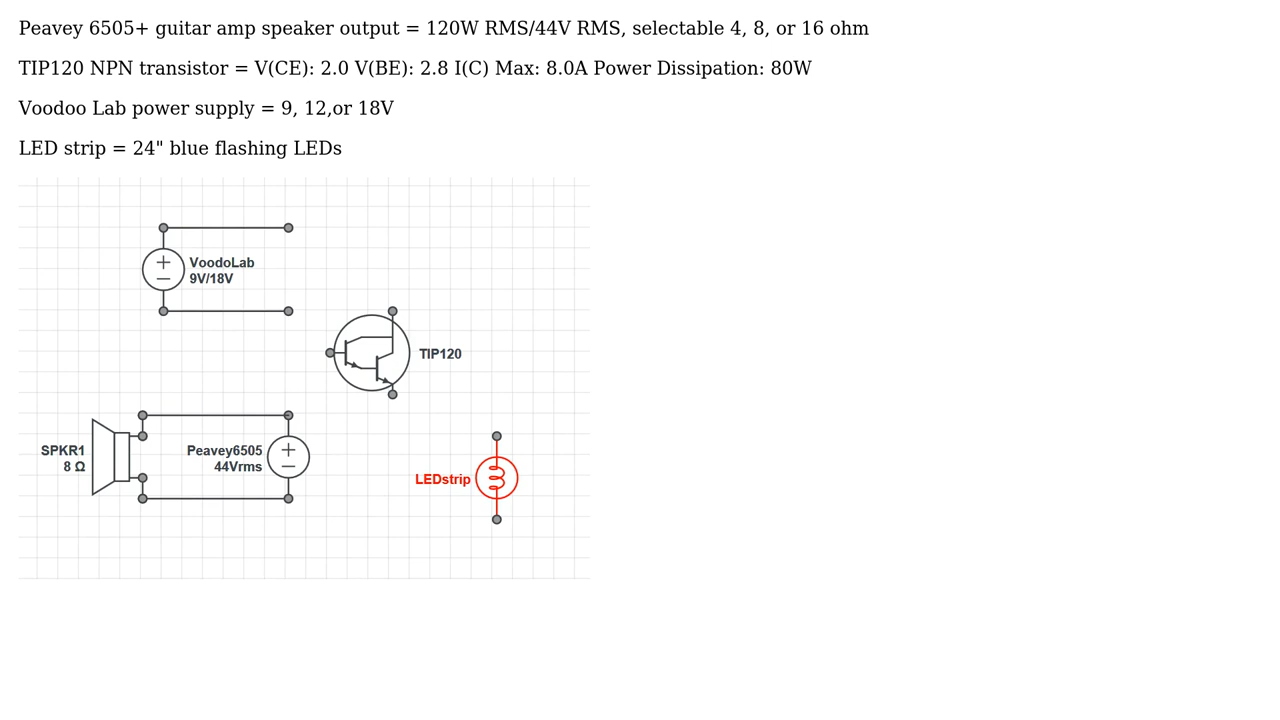 Peavey 6505+ guitar amp speaker output = 120W RMS/44V RMS, selectable 4, 8, or 16 ohm
TIP120 NPN transistor = V(CE): 2.0 V(BE): 2.8 I(C) Max: 8.0A Power Dissipation: 80W
Voodoo Lab power supply = 9, 12,or 18V
LED strip = 24" blue flashing LEDs
VoodoLab
9V/18V
TIP120
SPKR1
8 Ω
Peavey6505
44Vrms
LEDstrip